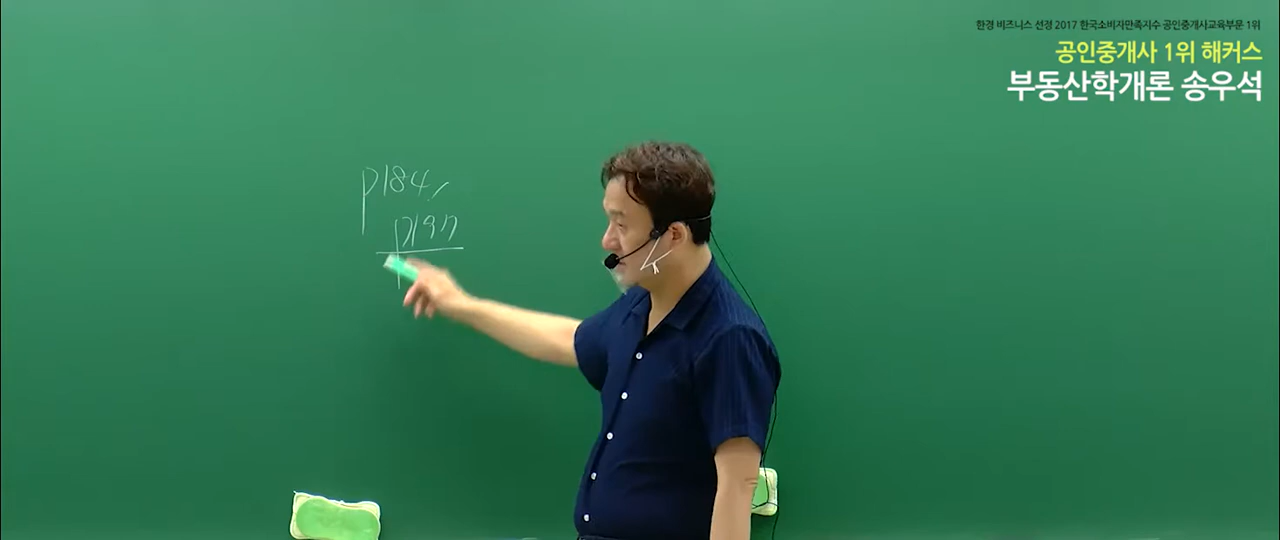 한경 비즈니스 선정 2017 한국소비자만족지수 공인중개사교육부문 1위
공인중개사 1위 해커스
부동산학개론 송우석
p184,
p197